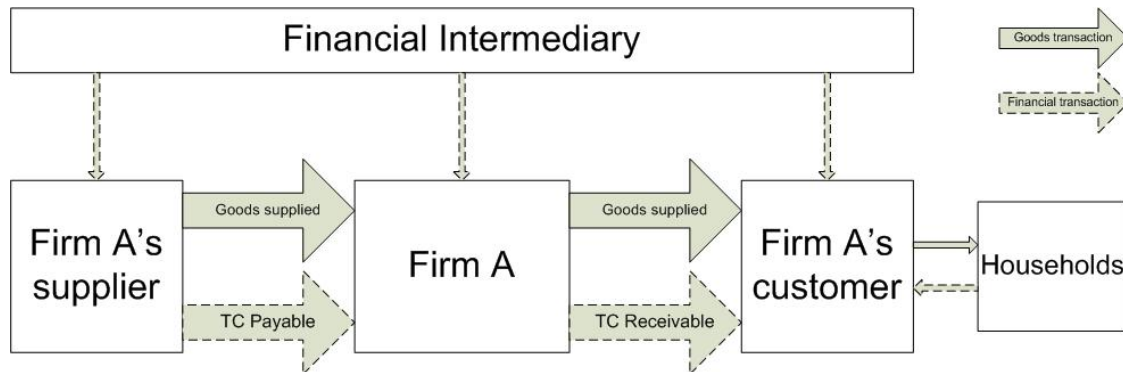 Financial Intermediary
Goods transaction
Financial transaction
Firm A's
supplier
Goods supplied
TC Payable
Firm A
Goods supplied
TC Receivable
Firm A's
customer
Households